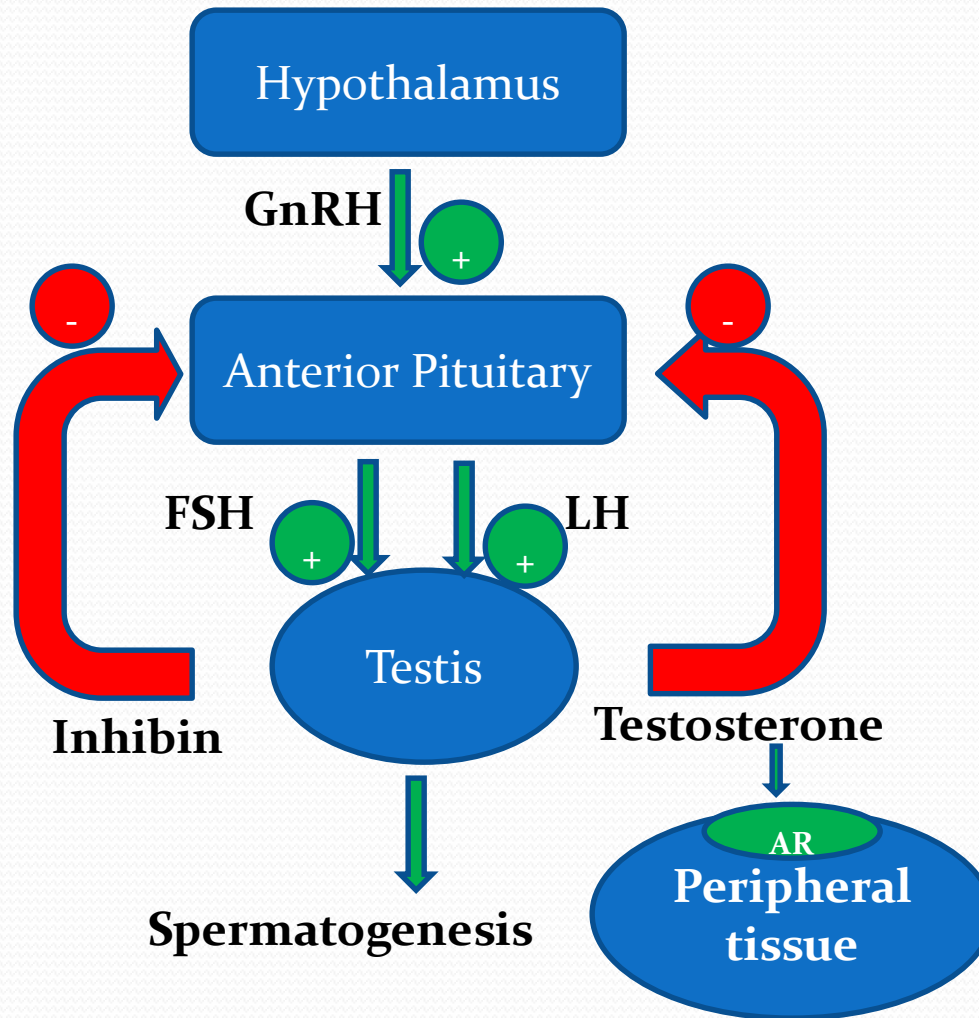 Hypothalamus
GnRH
+
-
-
Anterior Pituitary
FSH
LH
+
+
Testis
Inhibin
Testosterone
AR
Spermatogenesis
Peripheral
tissue